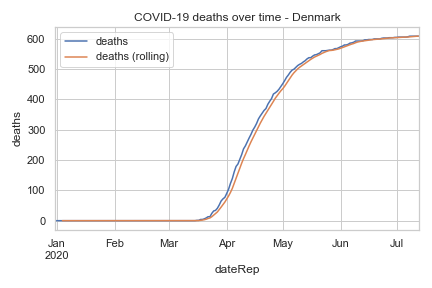 COVID-19 deaths over time - Denmark
deaths
deaths (rolling)
600
500
400
300
200
100
0
deaths
Jan Feb Mar Apr May Jun Jul
2020
dateRep